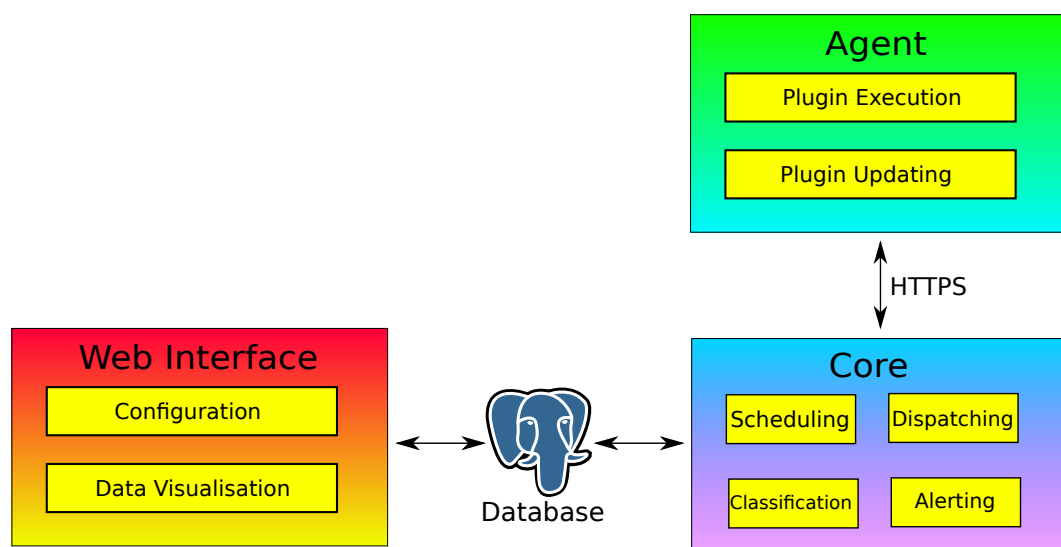 Agent
Plugin Execution
Plugin Updating
HTTPS
Web Interface
Configuration
Data Visualisation
Database
Core
Scheduling
Dispatching
Classification
Alerting